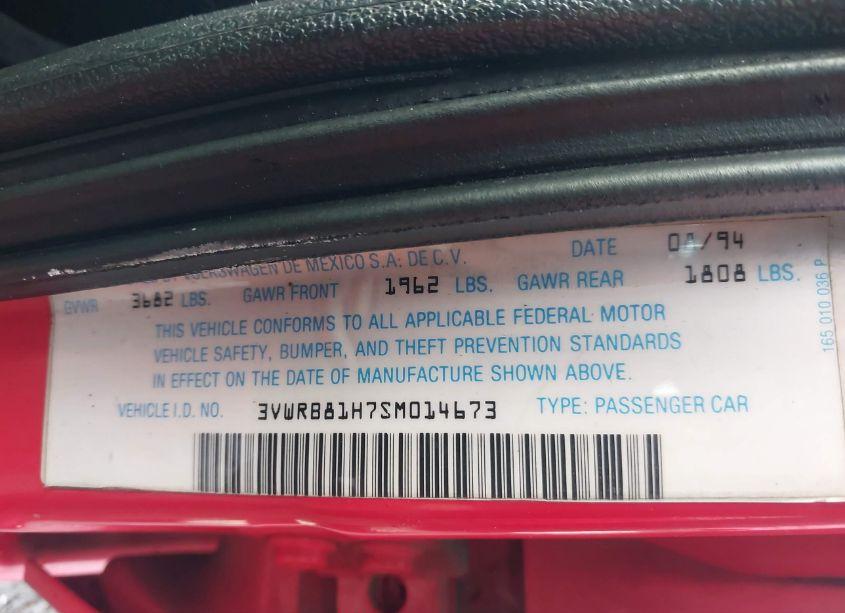 VOLKSWAGEN DE MEXICO S.A. DE C.V. DATE /94
GVWR 3682 LBS. GAWR FRONT 1962 LBS. GAWR REAR 1808 LBS.
THIS VEHICLE CONFORMS TO ALL APPLICABLE FEDERAL MOTOR
VEHICLE SAFETY, BUMPER, AND THEFT PREVENTION STANDARDS
IN EFFECT ON THE DATE OF MANUFACTURE SHOWN ABOVE.
VEHICLE I.D. NO. 3VWRB81H7SM014673 TYPE: PASSENGER CAR
165 010 036 P